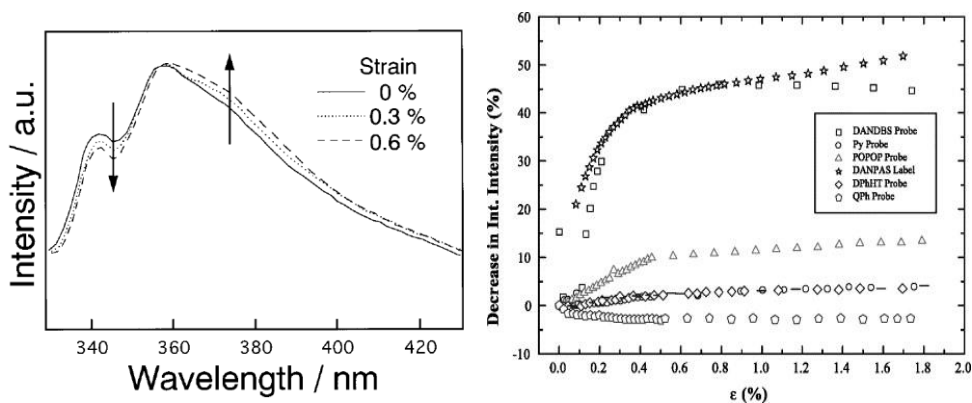 Intensity / a.u.
Strain
0 %
0.3 %
0.6 %
340
360
380
400
420
Wavelength / nm
Decrease in Int. Intensity (%)
60
50
40
30
20
10
0
-10
DANDBS Probe
Py Probe
POPOP Probe
DANPAS Label
DPhHT Probe
QPh Probe
0.0 0.2 0.4 0.6 0.8 1.0 1.2 1.4 1.6 1.8 2.0
ε (%)